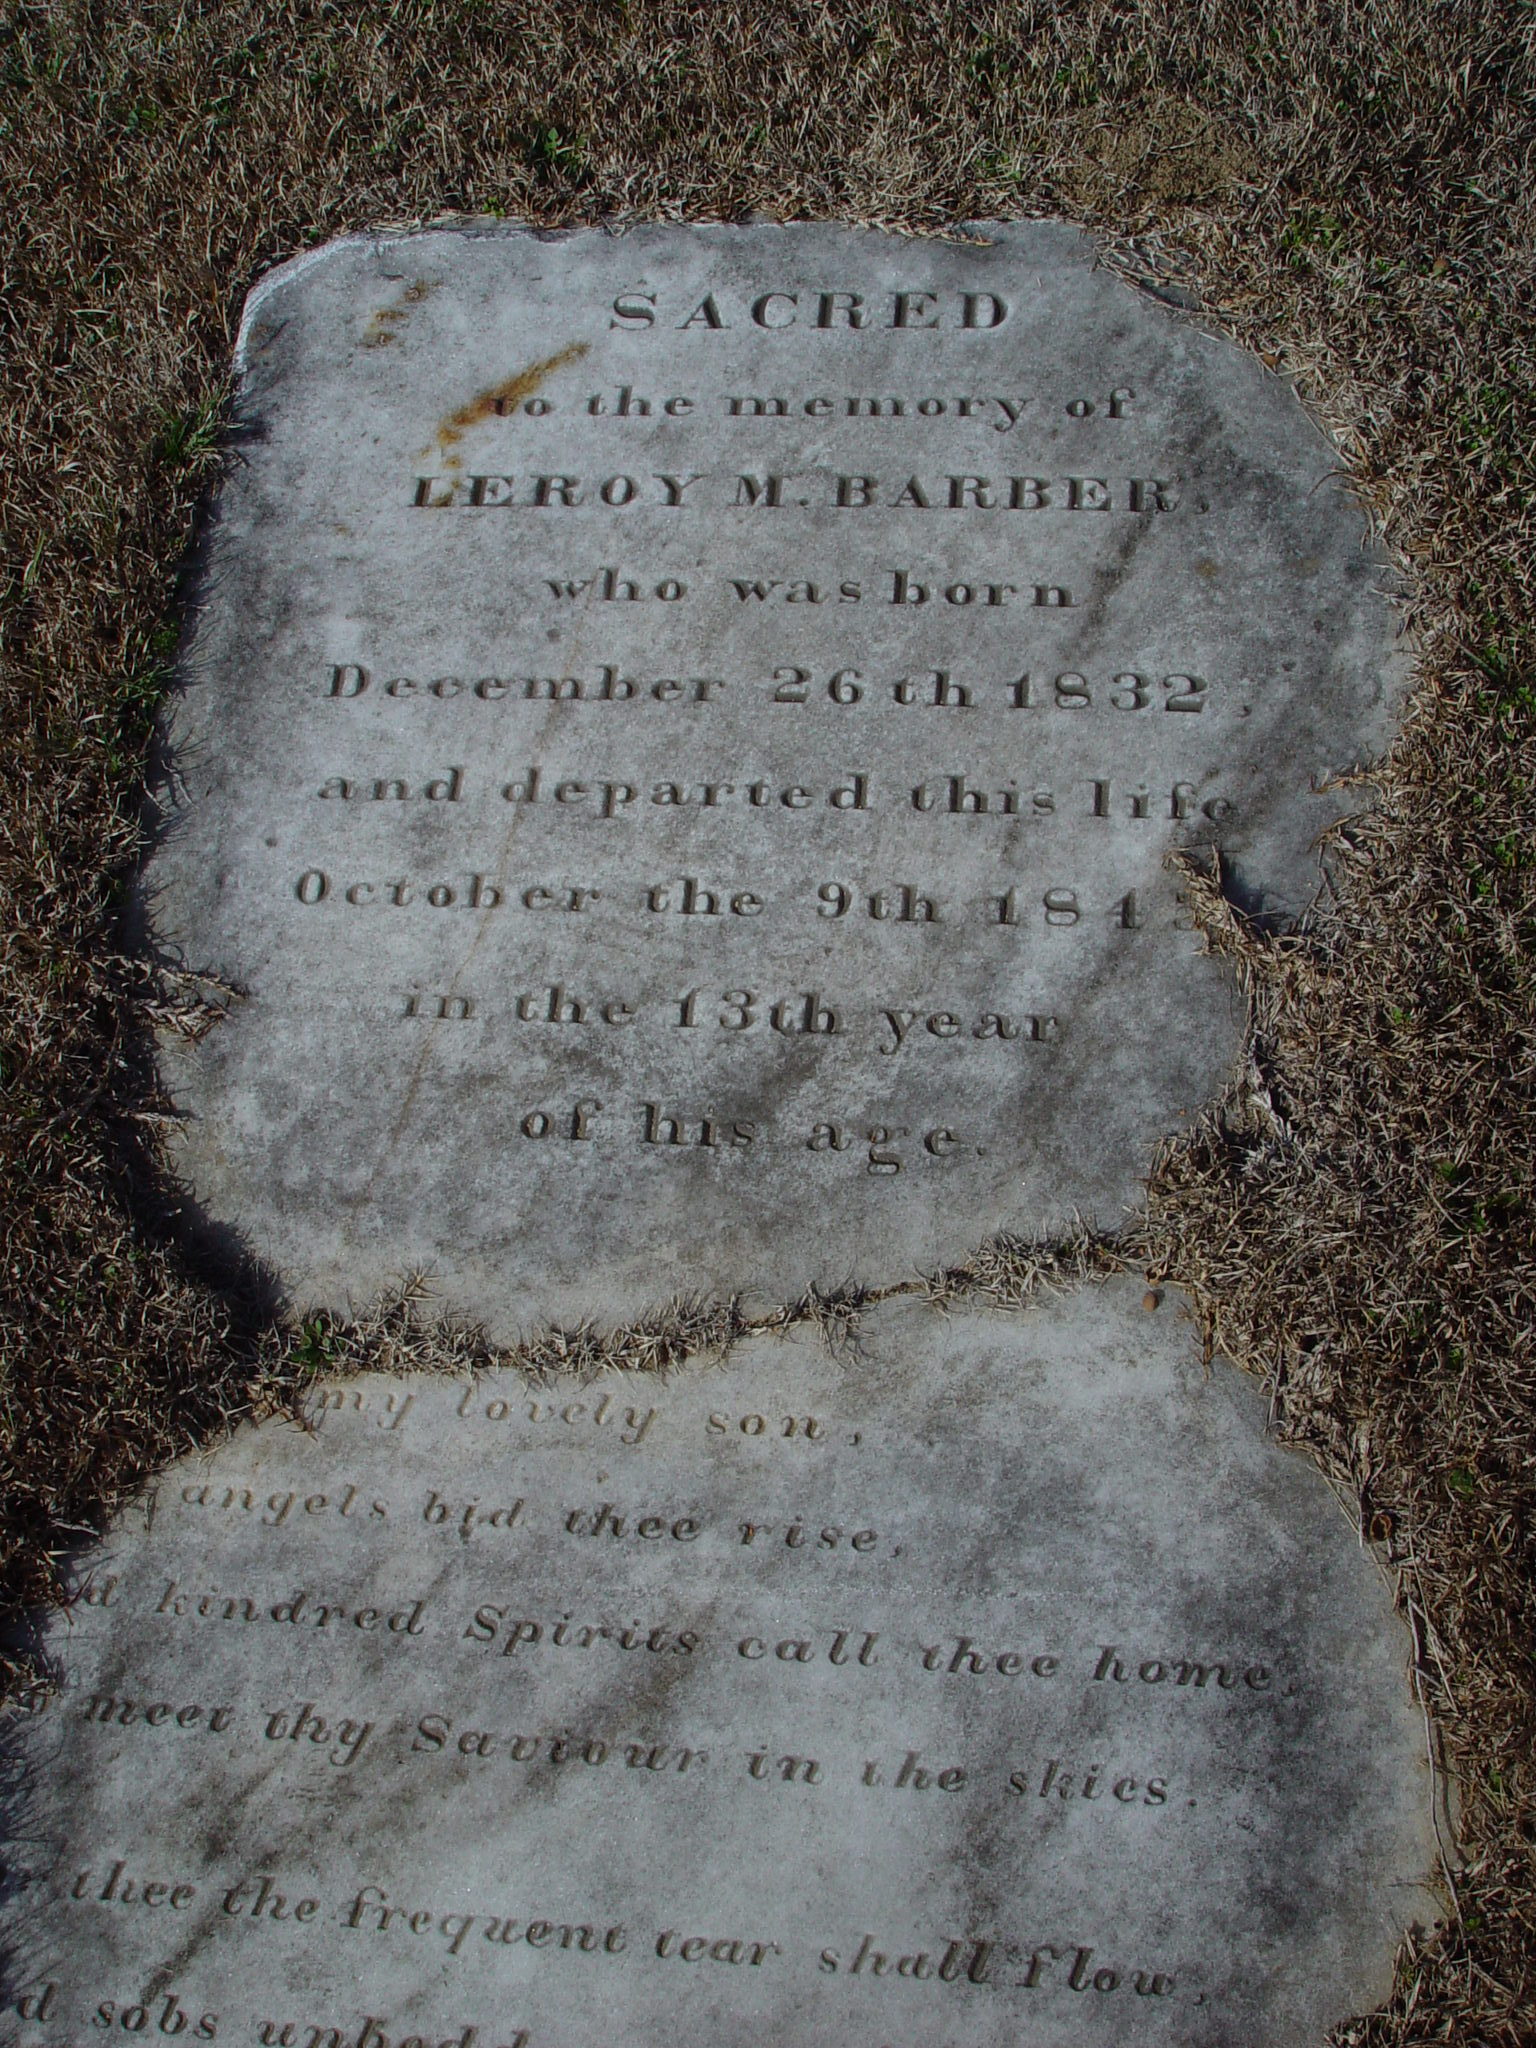 SACRED
to the memory of
LEROY M. BARBER,
who was born
December 26th 1832,
and departed this life
October the 9th 1845
in the 13th year
of his age.
my lovely son,
angels bid thee rise,
d kindred Spirits call thee home,
meet thy Saviour in the skies.
thee the frequent tear shall flow,
d sobs